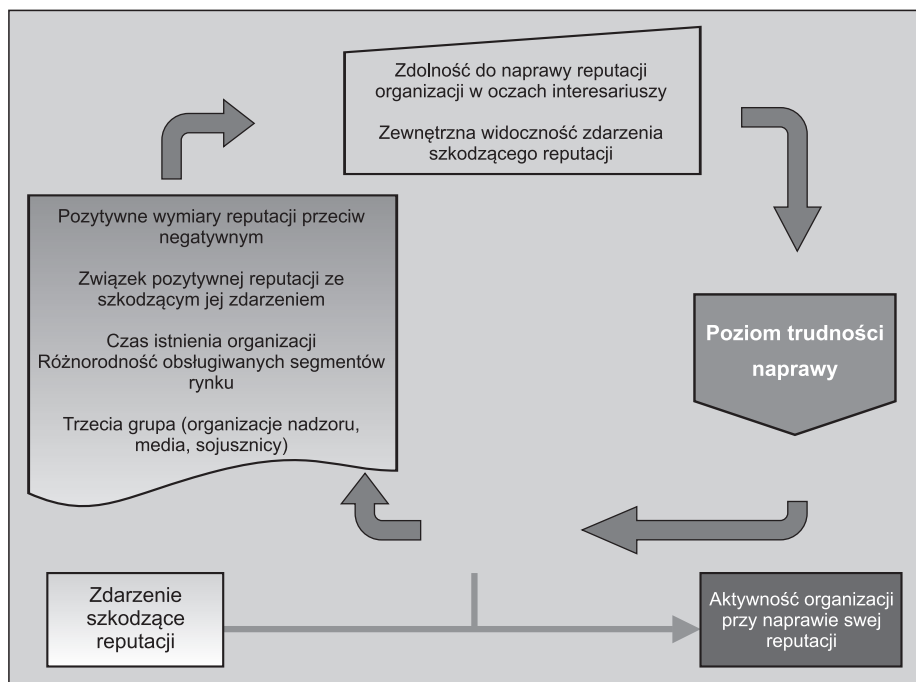 Zdolność do naprawy reputacji
organizacji w oczach interesariuszy
Zewnętrzna widoczność zdarzenia
szkodzącego reputacji
Pozytywne wymiary reputacji przeciw
negatywnym
Związek pozytywnej reputacji ze
szkodzącym jej zdarzeniem
Czas istnienia organizacji
Różnorodność obsługiwanych segmentów
rynku
Trzecia grupa (organizacje nadzoru,
media, sojusznicy)
Poziom trudności
naprawy
Zdarzenie
szkodzące
reputacji
Aktywność organizacji
przy naprawie swej
reputacji